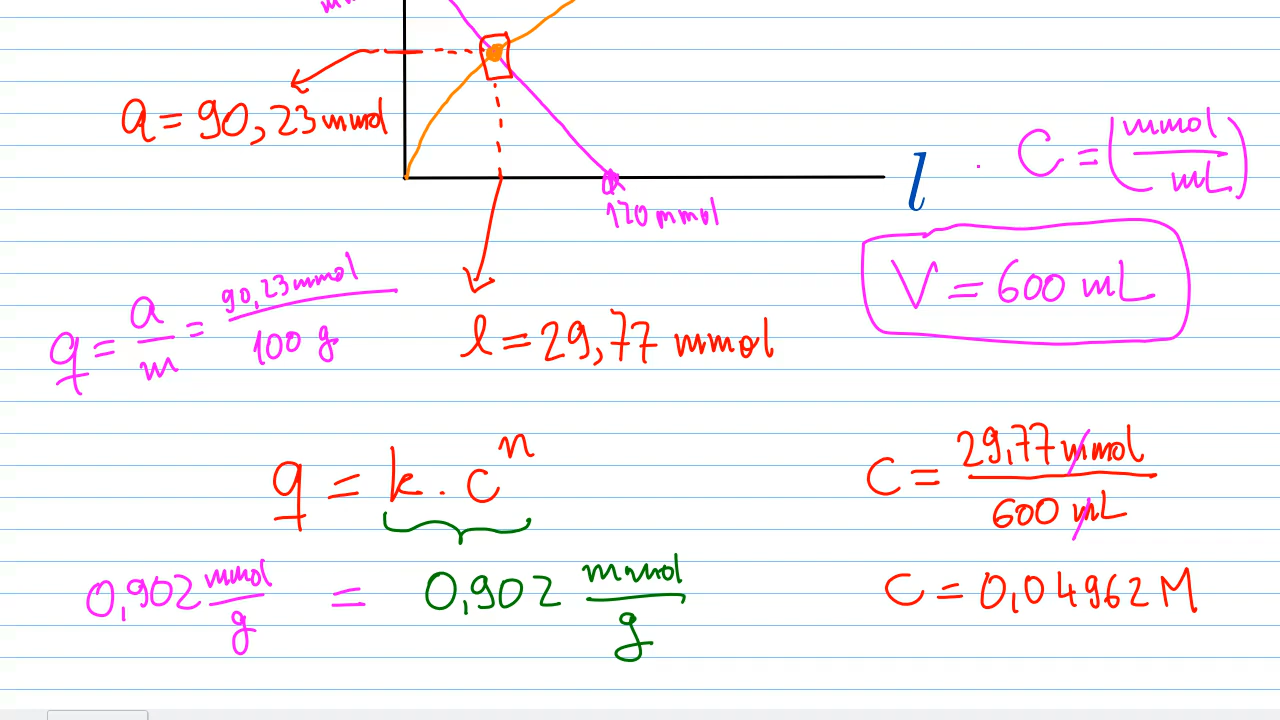 a = 90,23 mmol
l
C = (mmol / mL)
120 mmol
V = 600 mL
q = a / m = 90,23 mmol / 100 g
l = 29,77 mmol
q = k · c^n
C = 29,77 mmol / 600 mL
0,902 mmol / g = 0,902 mmol / g
C = 0,04962 M